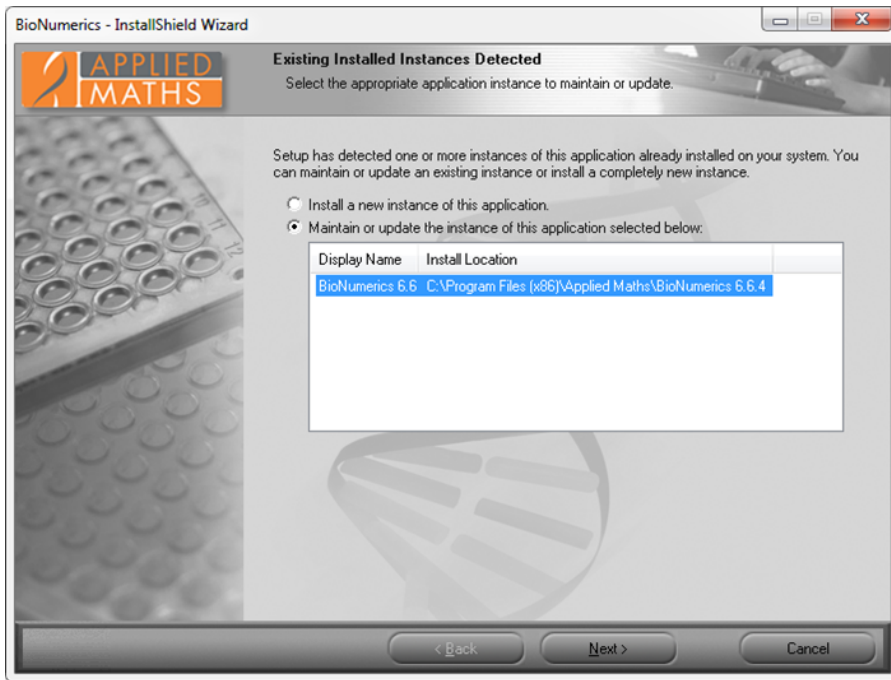 BioNumerics - InstallShield Wizard
APPLIED
MATHS
Existing Installed Instances Detected
Select the appropriate application instance to maintain or update.
Setup has detected one or more instances of this application already installed on your system. You
can maintain or update an existing instance or install a completely new instance.
Install a new instance of this application.
Maintain or update the instance of this application selected below:
Display Name Install Location
BioNumerics 6.6 C:\Program Files (x86)\Applied Maths\BioNumerics 6.6.4
10
11
12
< Back Next > Cancel